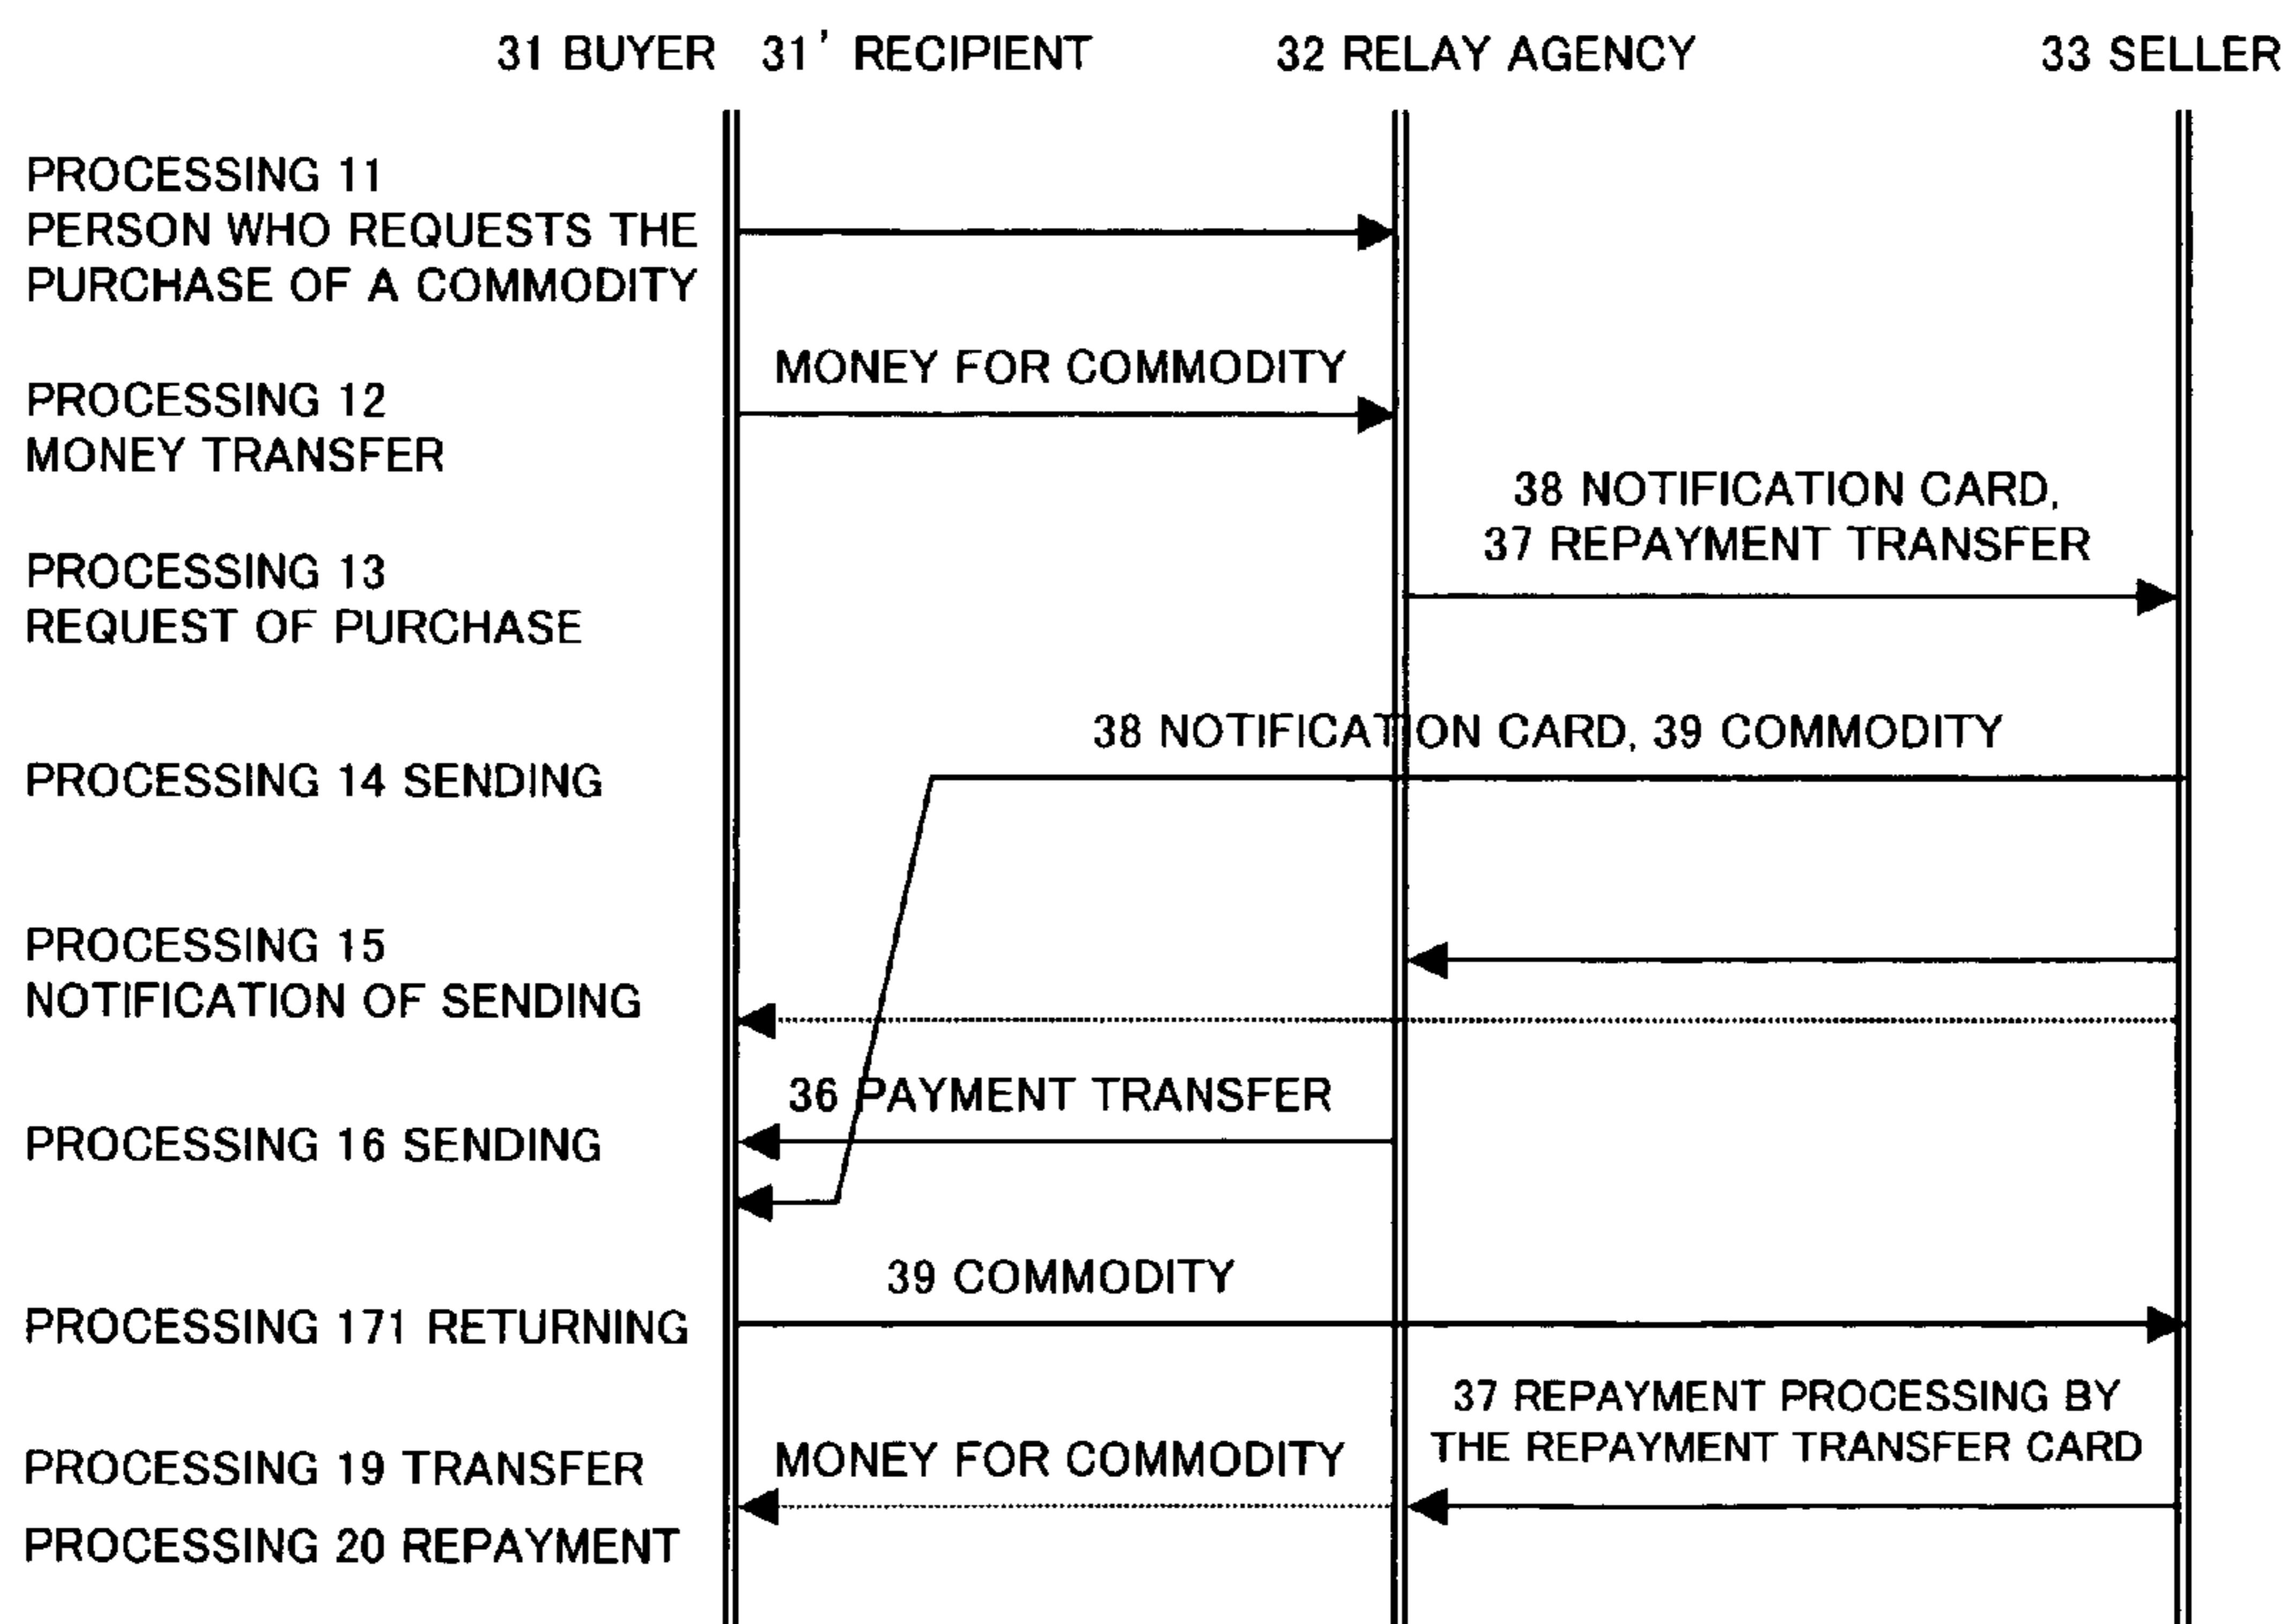 31 BUYER 31' RECIPIENT 32 RELAY AGENCY 33 SELLER
PROCESSING 11
PERSON WHO REQUESTS THE
PURCHASE OF A COMMODITY
MONEY FOR COMMODITY
PROCESSING 12
MONEY TRANSFER
38 NOTIFICATION CARD,
37 REPAYMENT TRANSFER
PROCESSING 13
REQUEST OF PURCHASE
38 NOTIFICATION CARD, 39 COMMODITY
PROCESSING 14 SENDING
PROCESSING 15
NOTIFICATION OF SENDING
36 PAYMENT TRANSFER
PROCESSING 16 SENDING
39 COMMODITY
PROCESSING 171 RETURNING
37 REPAYMENT PROCESSING BY
THE REPAYMENT TRANSFER CARD
MONEY FOR COMMODITY
PROCESSING 19 TRANSFER
PROCESSING 20 REPAYMENT